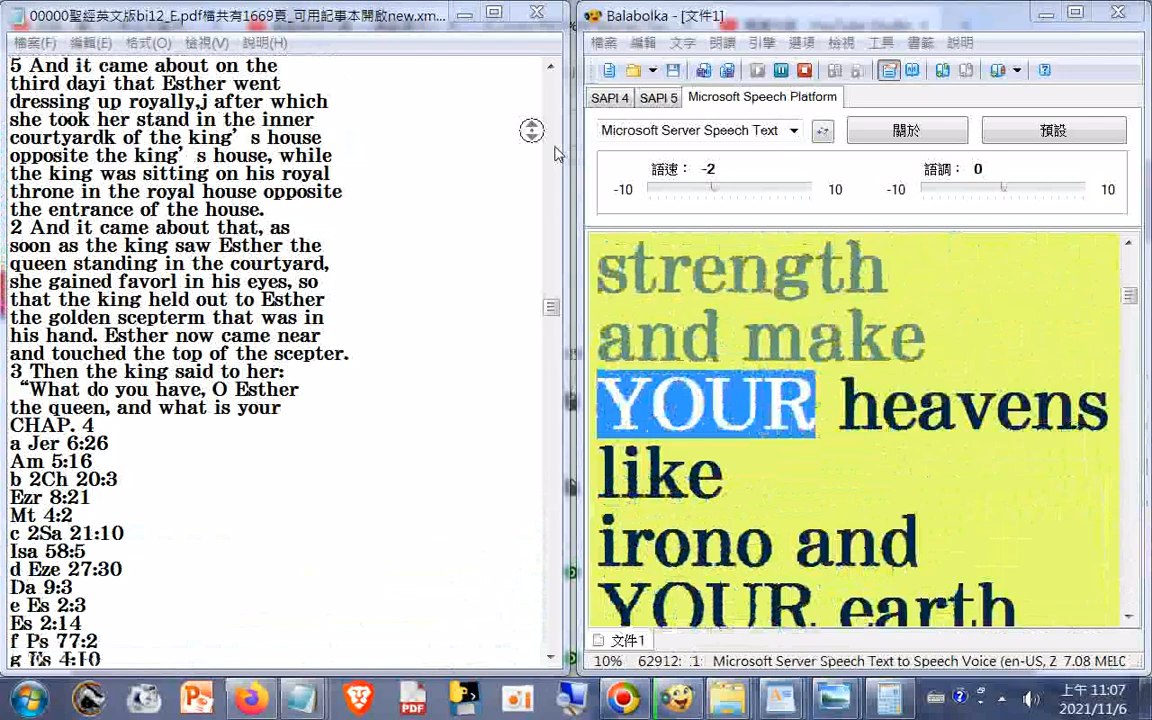 00000聖經英文版bi12_E.pdf檔共有1669頁_可用記事本開啟new.xm...
檔案(F) 編輯(E) 格式(O) 檢視(V) 說明(H)
5 And it came about on the
third dayi that Esther went
dressing up royally,j after which
she took her stand in the inner
courtyardk of the king’s house
opposite the king’s house, while
the king was sitting on his royal
throne in the royal house opposite
the entrance of the house.
2 And it came about that, as
soon as the king saw Esther the
queen standing in the courtyard,
she gained favorl in his eyes, so
that the king held out to Esther
the golden scepterm that was in
his hand. Esther now came near
and touched the top of the scepter.
3 Then the king said to her:
“What do you have, O Esther
the queen, and what is your
CHAP. 4
a Jer 6:26
Am 5:16
b 2Ch 20:3
Ezr 8:21
Mt 4:2
c 2Sa 21:10
Isa 58:5
d Eze 27:30
Da 9:3
e Es 2:3
Es 2:14
f Ps 77:2
g Es 4:10
Balabolka - [文件1]
檔案 編輯 文字 朗讀 引擎 選項 檢視 工具 書籤 說明
SAPI 4 SAPI 5 Microsoft Speech Platform
Microsoft Server Speech Text 關於 預設
語速: -2 語調: 0
-10 10 -10 10
strength
and make
YOUR heavens
like
irono and
YOUR earth
文件1
10% 62912: .1: Microsoft Server Speech Text to Speech Voice (en-US, 2 7.08 MELC
上午 11:07
2021/11/6